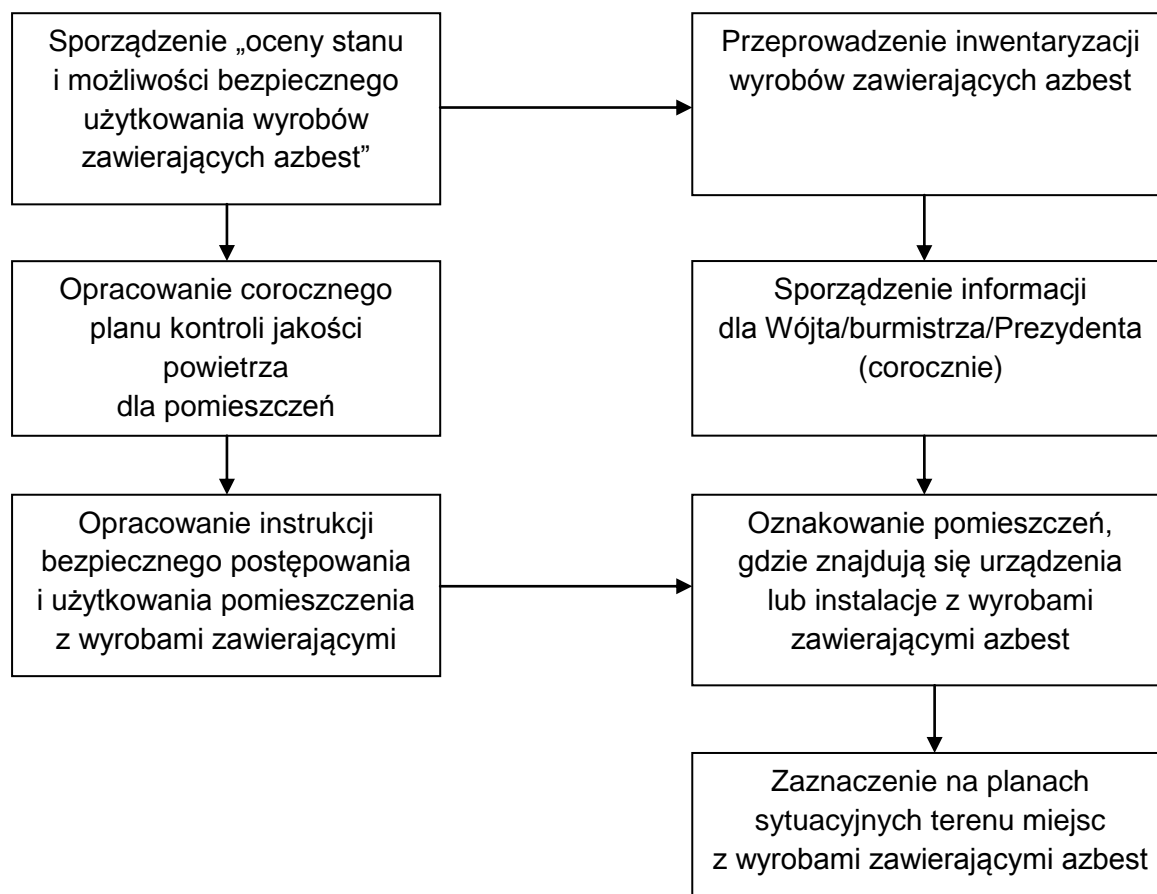 Sporządzenie „oceny stanu
i możliwości bezpiecznego
użytkowania wyrobów
zawierających azbest”
Przeprowadzenie inwentaryzacji
wyrobów zawierających azbest
Opracowanie corocznego
planu kontroli jakości
powietrza
dla pomieszczeń
Sporządzenie informacji
dla Wójta/burmistrza/Prezydenta
(corocznie)
Opracowanie instrukcji
bezpiecznego postępowania
i użytkowania pomieszczenia
z wyrobami zawierającymi
Oznakowanie pomieszczeń,
gdzie znajdują się urządzenia
lub instalacje z wyrobami
zawierającymi azbest
Zaznaczenie na planach
sytuacyjnych terenu miejsc
z wyrobami zawierającymi azbest